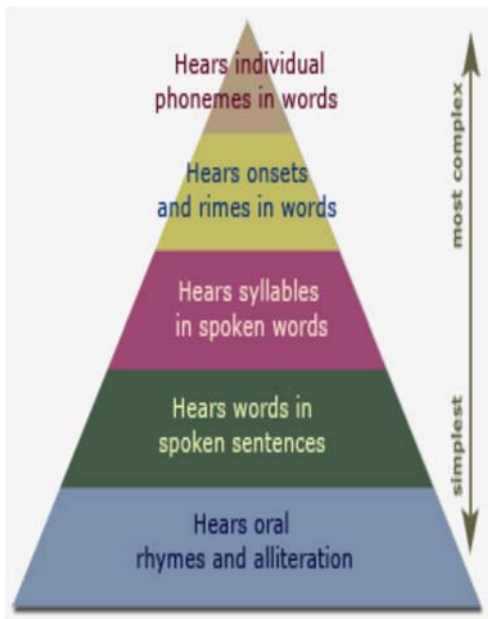 Hears individual
phonemes in words
Hears onsets
and rimes in words
Hears syllables
in spoken words
Hears words in
spoken sentences
Hears oral
rhymes and alliteration
most complex
simplest